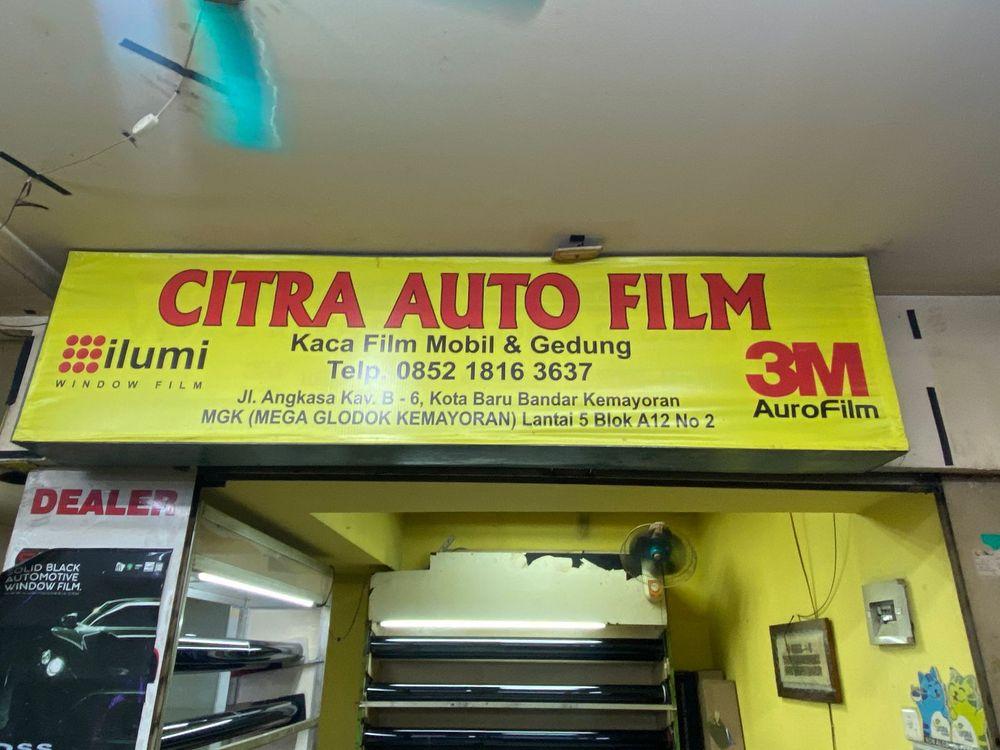 CITRA AUTO FILM
Kaca Film Mobil & Gedung
Telp. 0852 1816 3637
Jl. Angkasa Kav. B - 6, Kota Baru Bandar Kemayoran
MGK (MEGA GLODOK KEMAYORAN) Lantai 5 Blok A12 No 2
ilumi
WINDOW FILM
3M
AuroFilm
DEALER
SOLID BLACK
AUTOMOTIVE
WINDOW FILM.